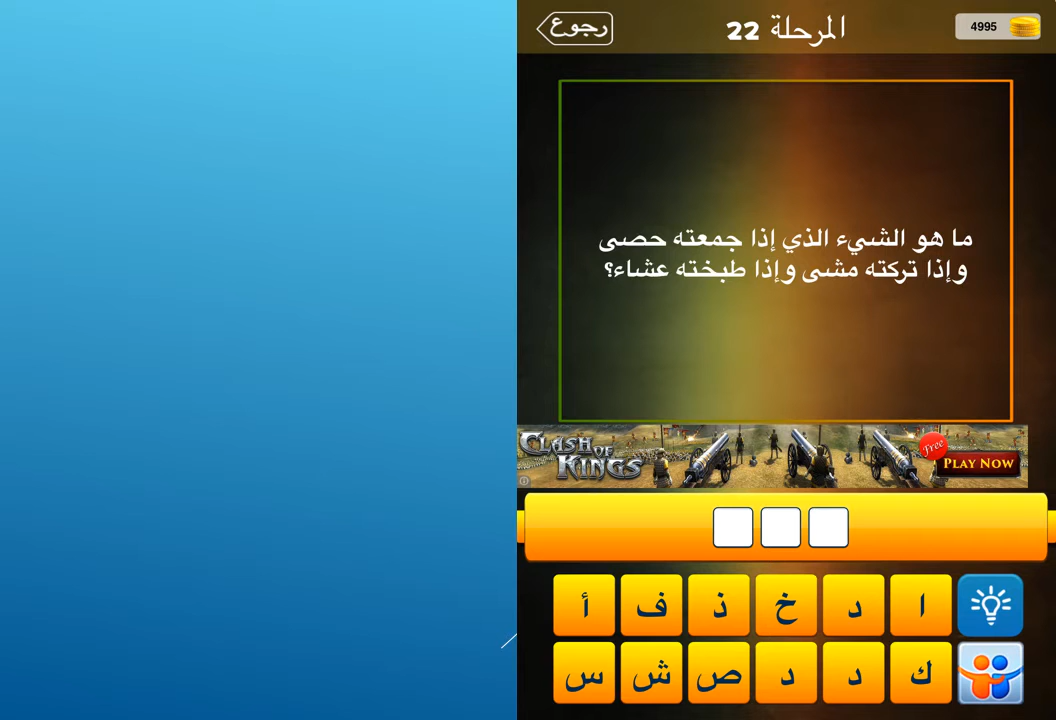 رجوع
المرحلة 22
4995
ما هو الشيء الذي إذا جمعته حصى
وإذا تركته مشى وإذا طبخته عشاء؟
CLASH OF KINGS
Free
PLAY NOW
ا د خ ذ ف أ
ك د د ص ش س